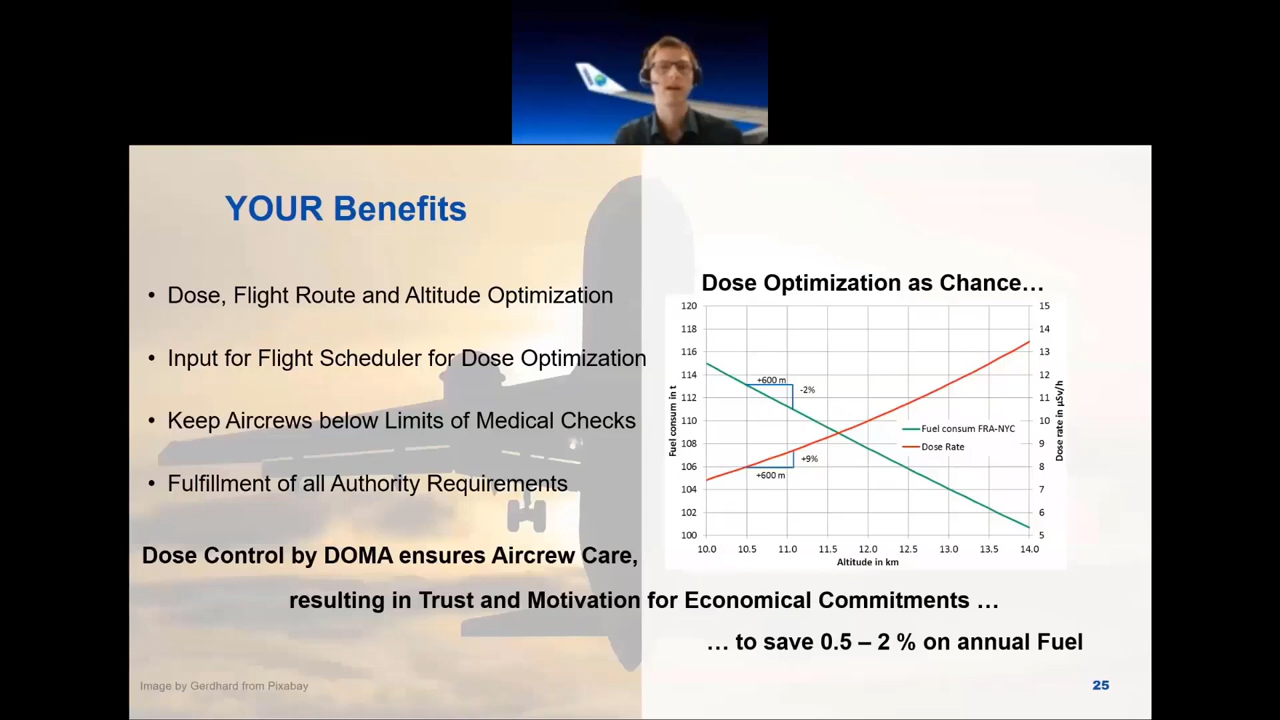 YOUR Benefits
• Dose, Flight Route and Altitude Optimization
• Input for Flight Scheduler for Dose Optimization
• Keep Aircrews below Limits of Medical Checks
• Fulfillment of all Authority Requirements
Dose Optimization as Chance…
120
118
116
114
112
110
108
106
104
102
100
Fuel consum in t
15
14
13
12
11
10
9
8
7
6
5
Dose rate in µSv/h
+600 m
-2%
Fuel consum FRA-NYC
Dose Rate
+9%
+600 m
10.0 10.5 11.0 11.5 12.0 12.5 13.0 13.5 14.0
Altitude in km
Dose Control by DOMA ensures Aircrew Care,
resulting in Trust and Motivation for Economical Commitments …
… to save 0.5 – 2 % on annual Fuel
Image by Gerdhard from Pixabay
25